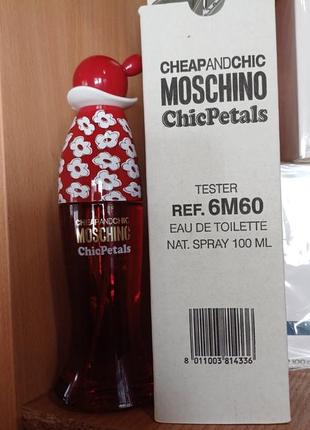 CHEAPANDCHIC
MOSCHINO
ChicPetals
CHEAPANDCHIC
MOSCHINO
ChicPetals
TESTER
REF. 6M60
EAU DE TOILETTE
NAT. SPRAY 100 ML
8 011003 814336